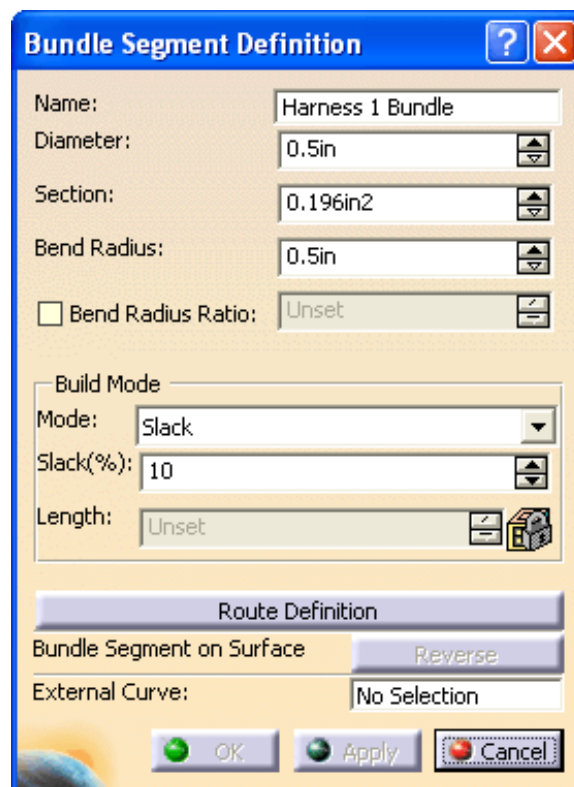 Bundle Segment Definition ?
Name: Harness 1 Bundle
Diameter: 0.5in
Section: 0.196in2
Bend Radius: 0.5in
Bend Radius Ratio: Unset
Build Mode
Mode: Slack
Slack(%): 10
Length: Unset
Route Definition
Bundle Segment on Surface Reverse
External Curve: No Selection
OK Apply Cancel